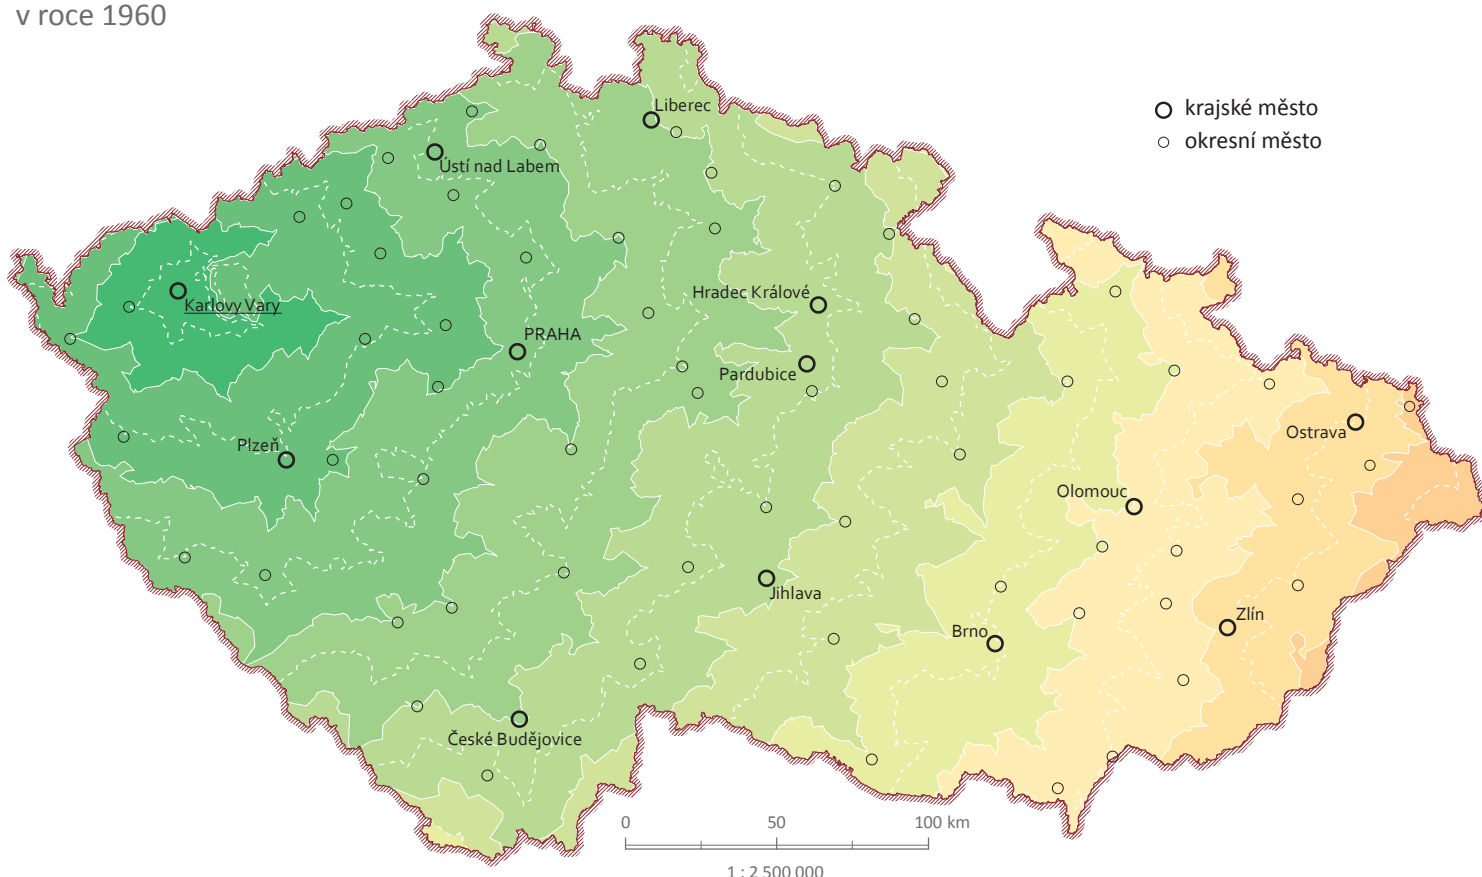 v roce 1960
krajské město
okresní město
Liberec
Ústí nad Labem
Karlovy Vary
Hradec Králové
PRAHA
Pardubice
Plzeň
Ostrava
Olomouc
Jihlava
Zlín
Brno
České Budějovice
0 50 100 km
1 : 2 500 000